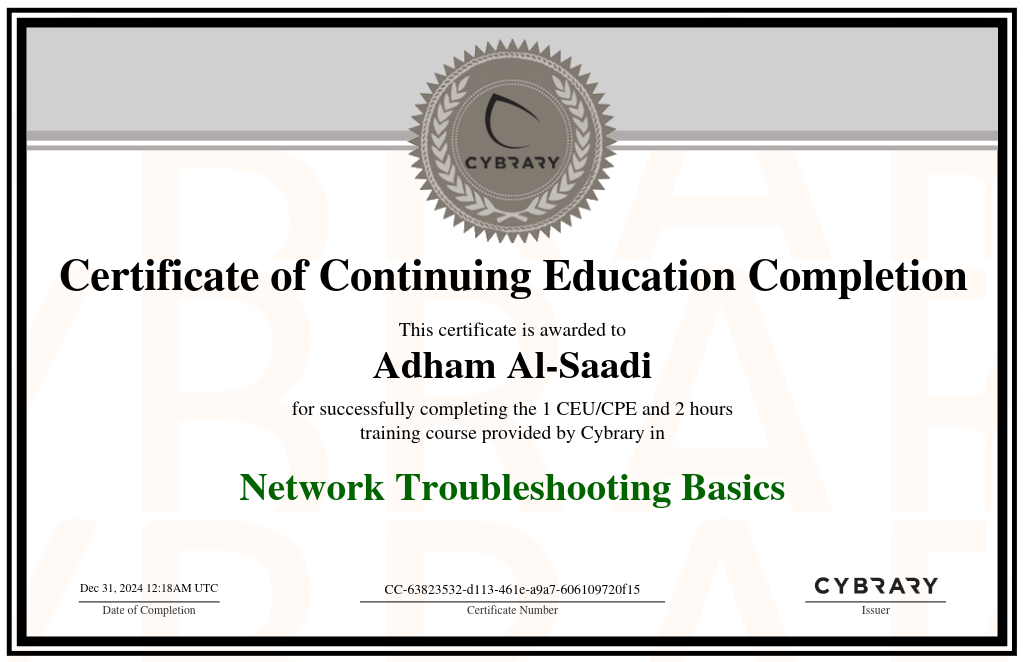 CYBRARY
Certificate of Continuing Education Completion
This certificate is awarded to
Adham Al-Saadi
for successfully completing the 1 CEU/CPE and 2 hours
training course provided by Cybrary in
Network Troubleshooting Basics
Dec 31, 2024 12:18AM UTC
Date of Completion
CC-63823532-d113-461e-a9a7-606109720f15
Certificate Number
CYBRARY
Issuer